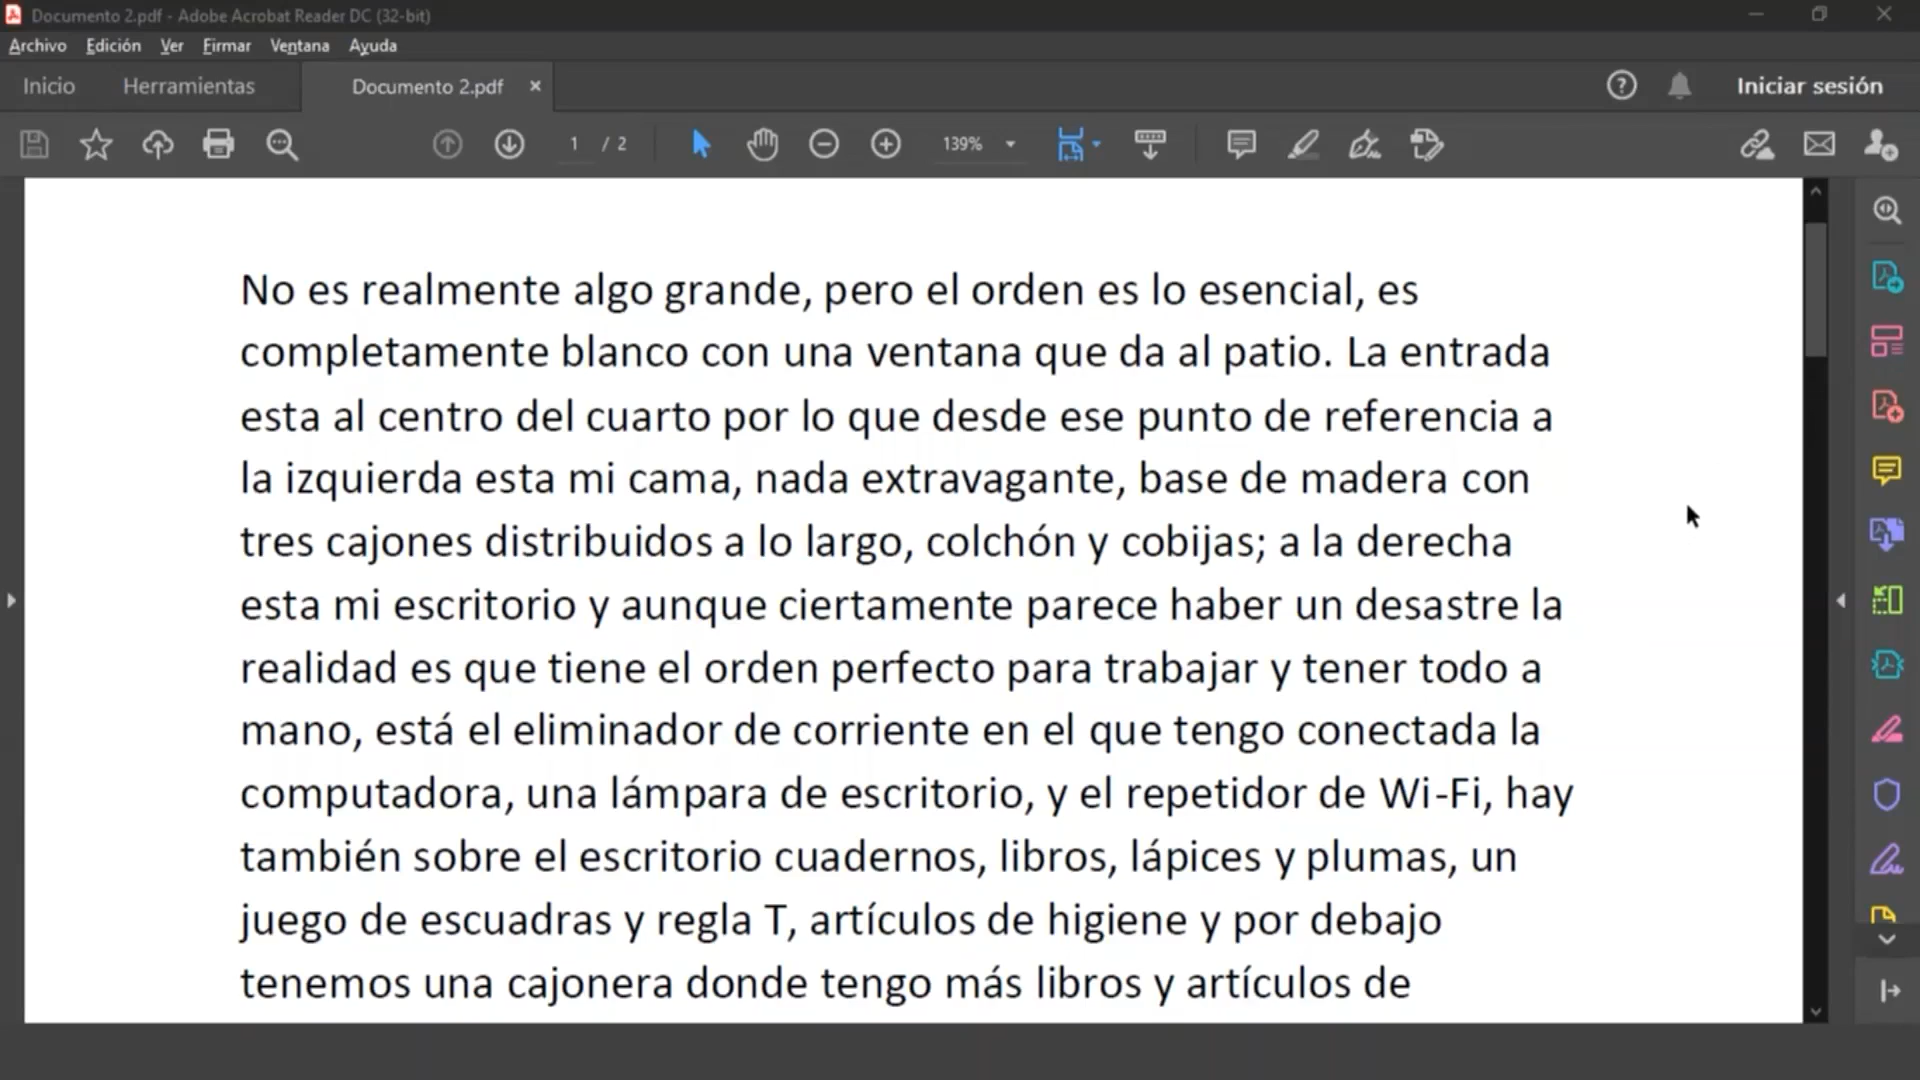 Documento 2.pdf - Adobe Acrobat Reader DC (32-bit)
Archivo Edición Ver Firmar Ventana Ayuda
Inicio Herramientas Documento 2.pdf × Iniciar sesión
1 / 2 139%
No es realmente algo grande, pero el orden es lo esencial, es
completamente blanco con una ventana que da al patio. La entrada
esta al centro del cuarto por lo que desde ese punto de referencia a
la izquierda esta mi cama, nada extravagante, base de madera con
tres cajones distribuidos a lo largo, colchón y cobijas; a la derecha
esta mi escritorio y aunque ciertamente parece haber un desastre la
realidad es que tiene el orden perfecto para trabajar y tener todo a
mano, está el eliminador de corriente en el que tengo conectada la
computadora, una lámpara de escritorio, y el repetidor de Wi-Fi, hay
también sobre el escritorio cuadernos, libros, lápices y plumas, un
juego de escuadras y regla T, artículos de higiene y por debajo
tenemos una cajonera donde tengo más libros y artículos de